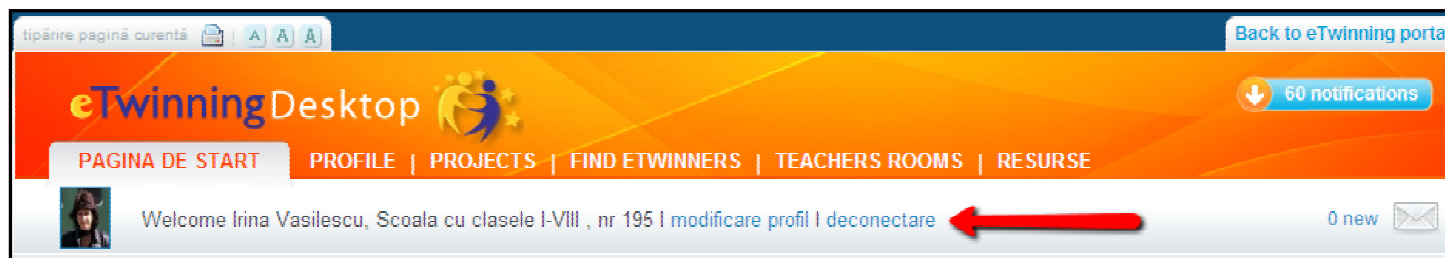 tipărire pagină curentă A A A
Back to eTwinning porta
eTwinning Desktop
60 notifications
PAGINA DE START PROFILE | PROJECTS | FIND ETWINNERS | TEACHERS ROOMS | RESURSE
Welcome Irina Vasilescu, Scoala cu clasele I-VIII , nr 195 I modificare profil I deconectare
0 new